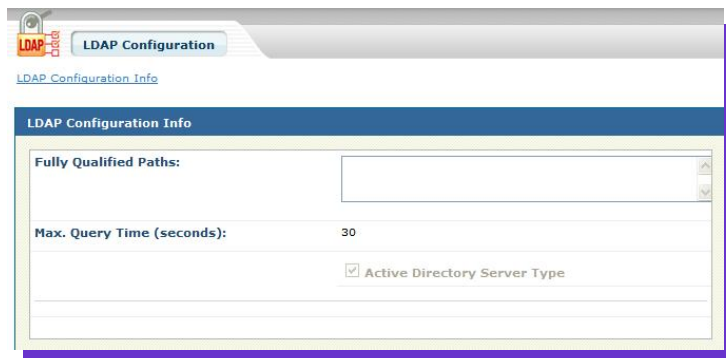 LDAP
LDAP Configuration
LDAP Configuration Info
LDAP Configuration Info
Fully Qualified Paths:
Max. Query Time (seconds): 30
Active Directory Server Type